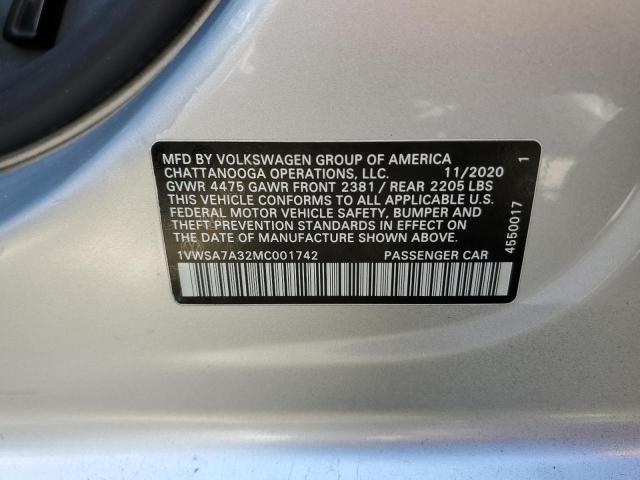 MFD BY VOLKSWAGEN GROUP OF AMERICA
CHATTANOOGA OPERATIONS, LLC. 11/2020
GVWR 4475 GAWR FRONT 2381 / REAR 2205 LBS
THIS VEHICLE CONFORMS TO ALL APPLICABLE U.S.
FEDERAL MOTOR VEHICLE SAFETY, BUMPER AND
THEFT PREVENTION STANDARDS IN EFFECT ON
THE DATE OF MANUFACTURE SHOWN ABOVE.
1VWSA7A32MC001742 PASSENGER CAR
4550017 1